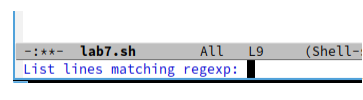 -:**- lab7.sh All L9 (Shell-s
List lines matching regexp: